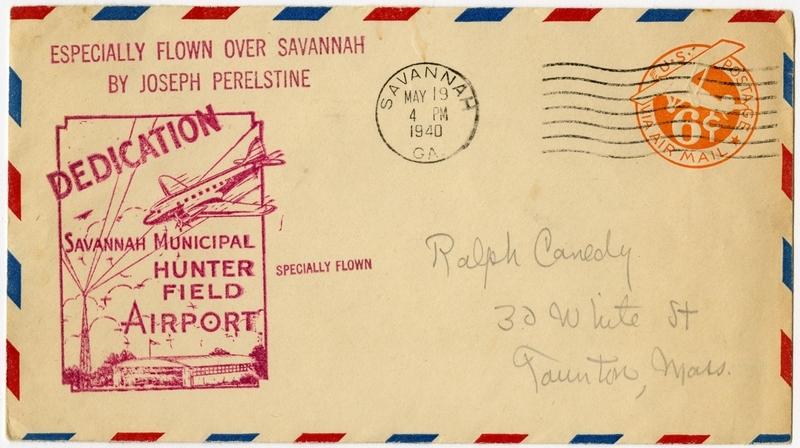 ESPECIALLY FLOWN OVER SAVANNAH
BY JOSEPH PERELSTINE
DEDICATION
SAVANNAH MUNICIPAL
HUNTER
FIELD
AIRPORT
SPECIALLY FLOWN
SAVANNAH
MAY 19
4 PM
1940
GA.
U.S. POSTAGE
6¢
VIA AIR MAIL
Ralph Canedy
30 White St
Taunton, Mass.